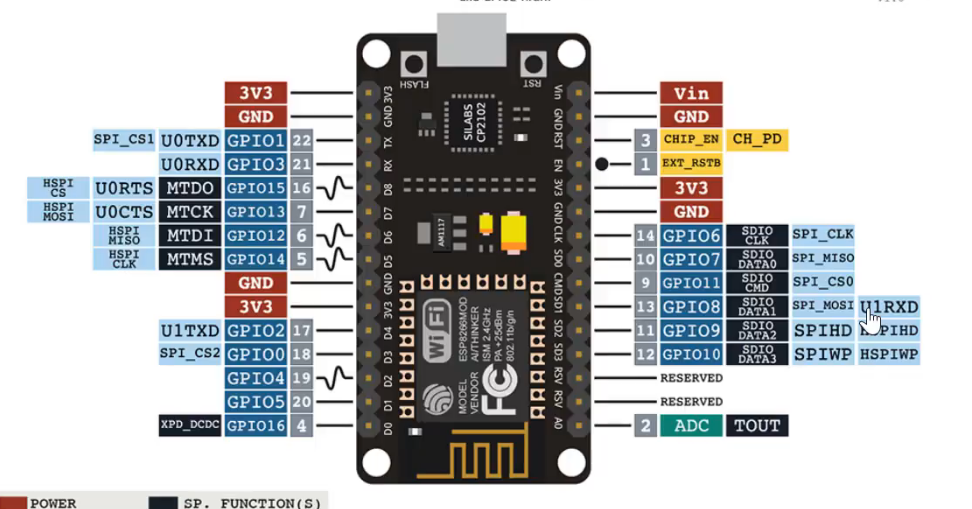 3V3
GND
SPI_CS1 U0TXD GPIO1 22
U0RXD GPIO3 21
HSPI CS U0RTS MTDO GPIO15 16
HSPI MOSI U0CTS MTCK GPIO13 7
HSPI MISO MTDI GPIO12 6
HSPI CLK MTMS GPIO14 5
GND
3V3
U1TXD GPIO2 17
SPI_CS2 GPIO0 18
GPIO4 19
GPIO5 20
XPD_DCDC GPIO16 4
FLASH
RST
3V3
GND
TX
RX
D8
D7
D6
D5
GND
3V3
D4
D3
D2
D1
D0
SILABS
CP2102
AM1117
WiFi
ESP8266MOD
AI/THINKER
ISM 2.4GHz
PA +25dBm
802.11b/g/n
MODEL
VENDOR
FC
Vin
GND
RST
EN
3V3
GND
CLK
SD0
CMD
SD1
SD2
SD3
RSV
RSV
A0
Vin
GND
3 CHIP_EN CH_PD
1 EXT_RSTB
3V3
GND
14 GPIO6 SDIO CLK SPI_CLK
10 GPIO7 SDIO DATA0 SPI_MISO
9 GPIO11 SDIO CMD SPI_CS0
13 GPIO8 SDIO DATA1 SPI_MOSI U1RXD
11 GPIO9 SDIO DATA2 SPIHD
12 GPIO10 SDIO DATA3 SPIWP HSPIWP
RESERVED
RESERVED
2 ADC TOUT
POWER
SP. FUNCTION(S)